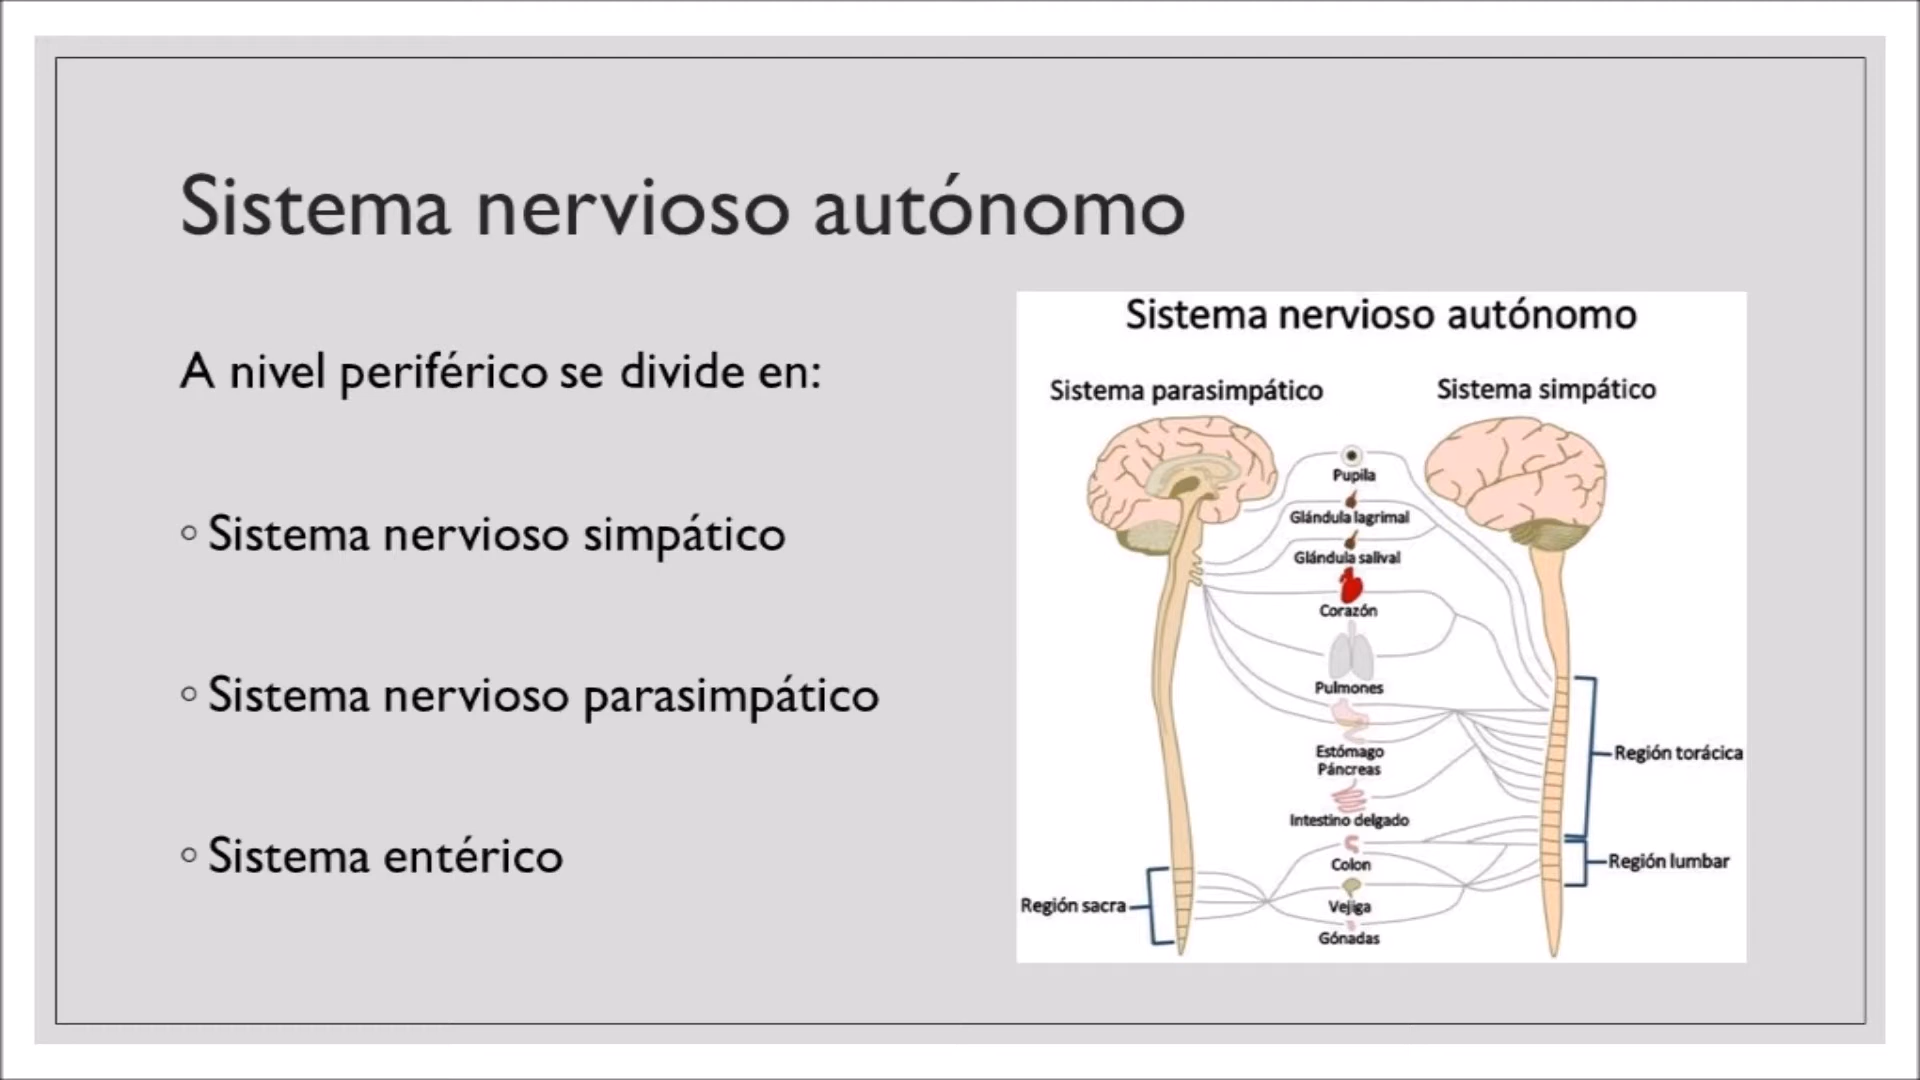 Sistema nervioso autónomo
A nivel periférico se divide en:
◦ Sistema nervioso simpático
◦ Sistema nervioso parasimpático
◦ Sistema entérico
Sistema nervioso autónomo
Sistema parasimpático
Sistema simpático
Pupila
Glándula lagrimal
Glándula salival
Corazón
Pulmones
Estómago
Páncreas
Intestino delgado
Colon
Vejiga
Gónadas
Región sacra
Región torácica
Región lumbar